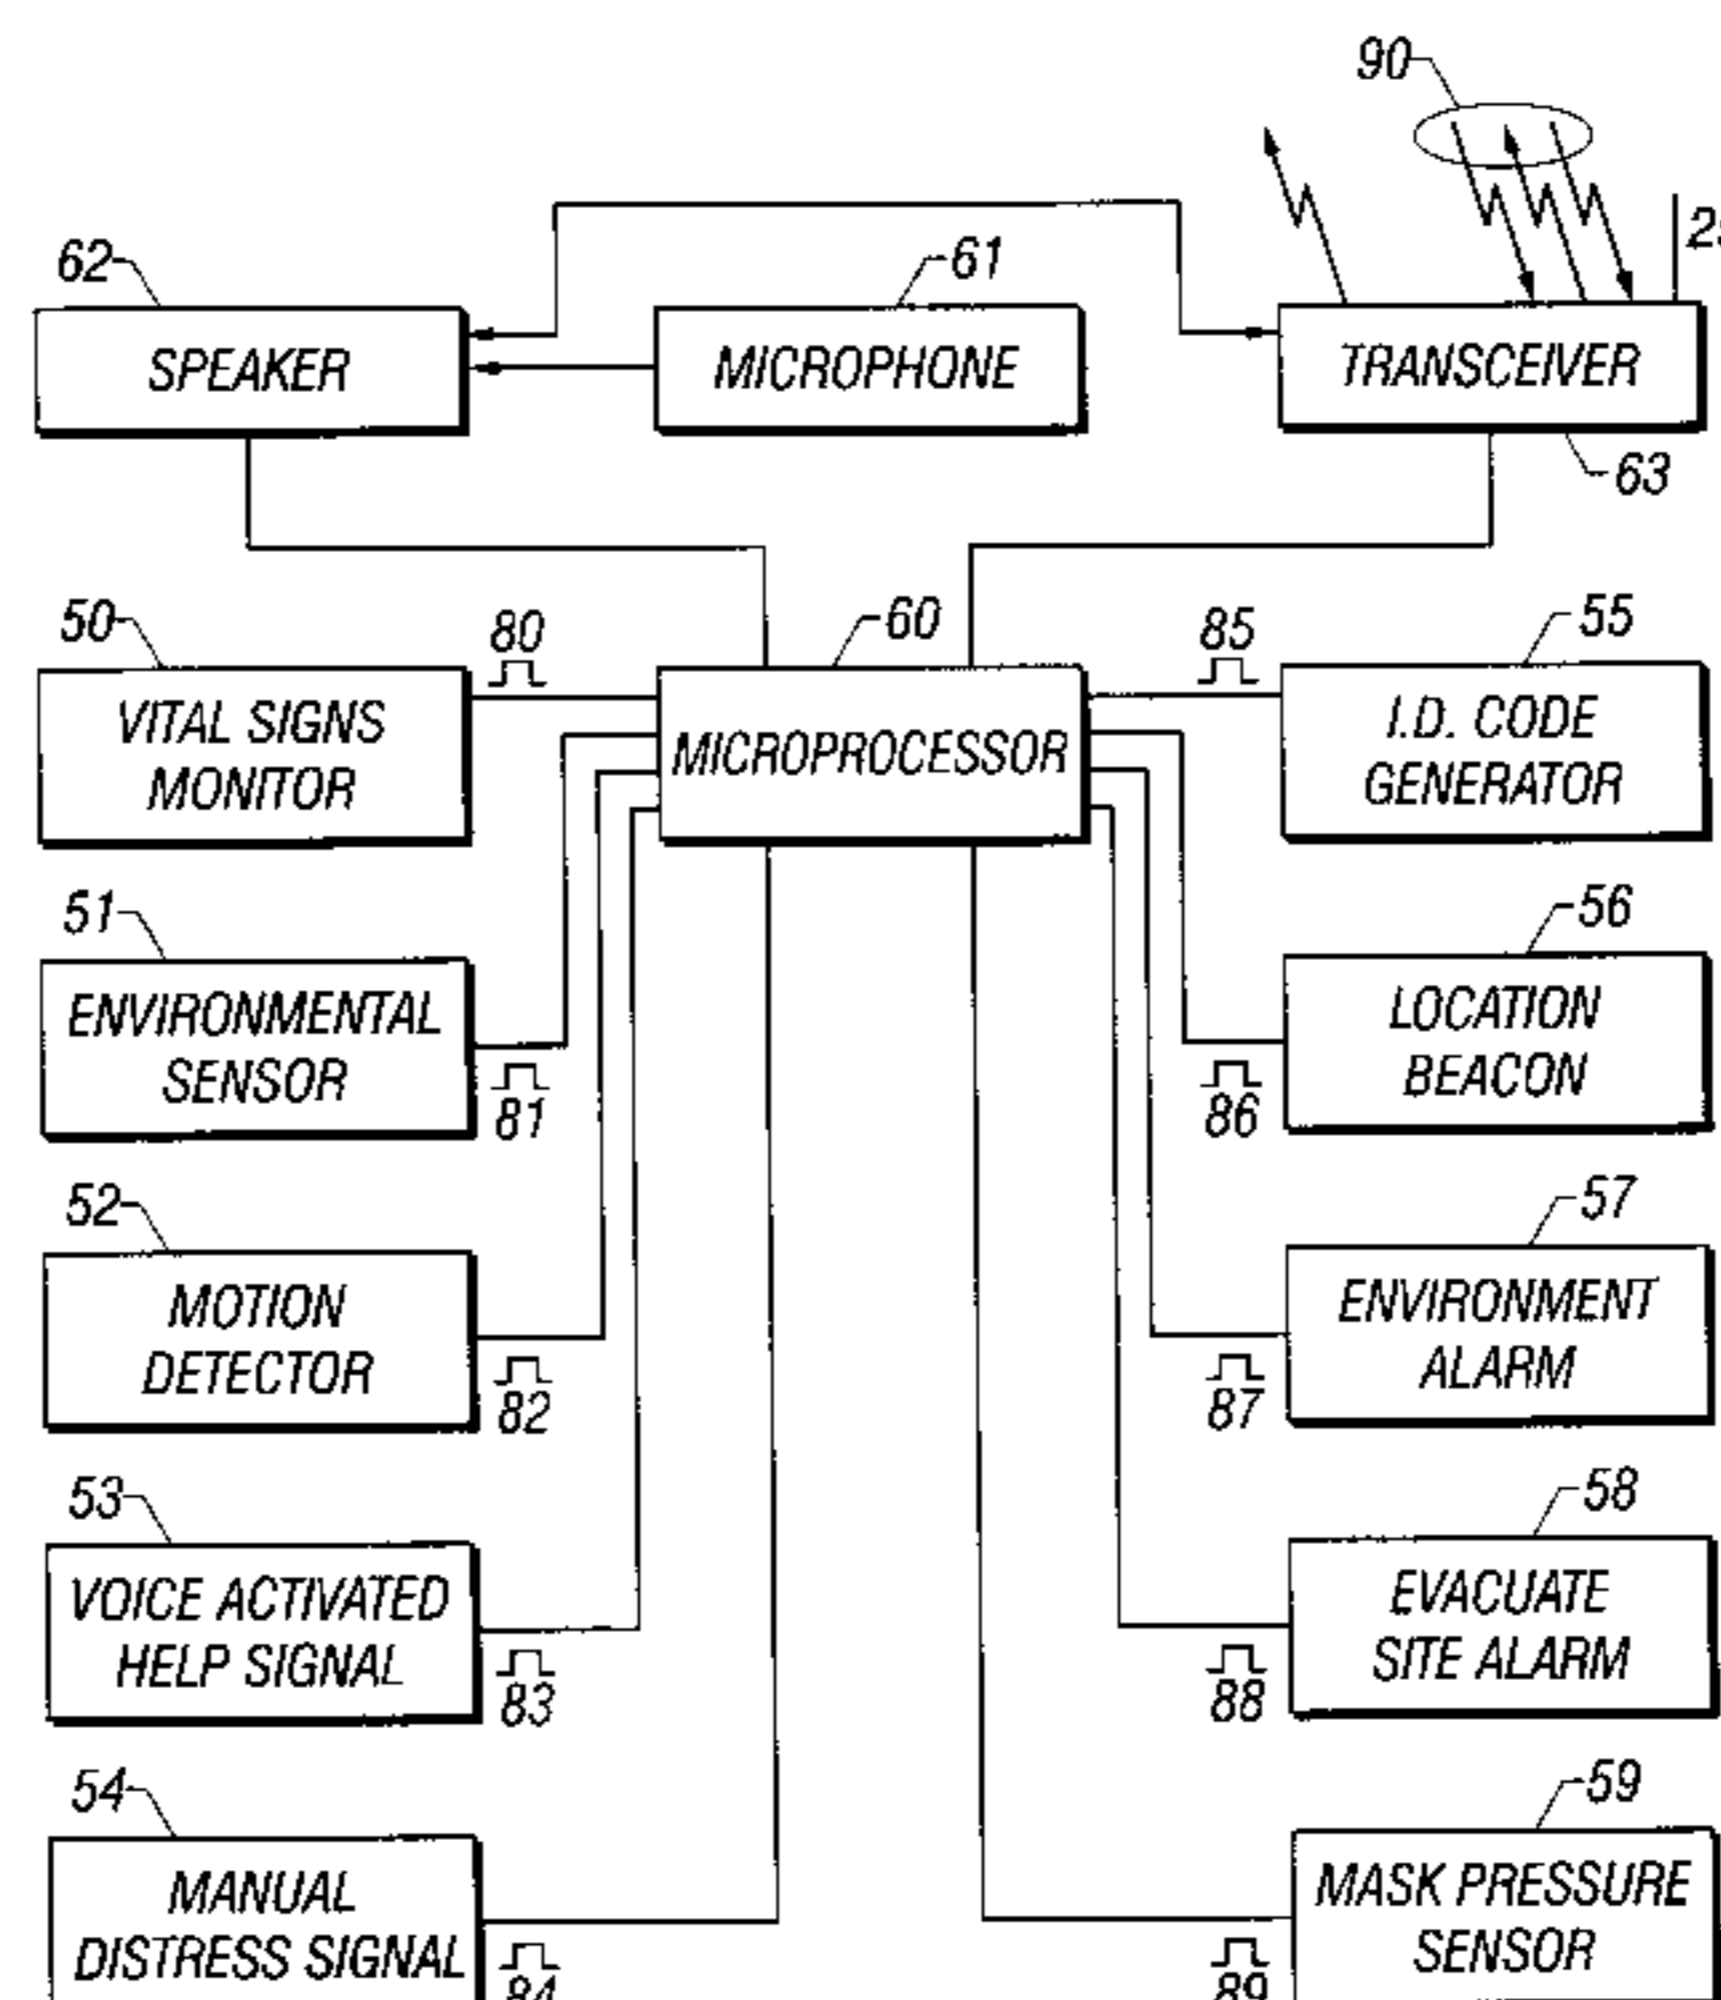 90
62
61
SPEAKER
MICROPHONE
TRANSCEIVER
63
50
80
60
85
55
VITAL SIGNS
MONITOR
MICROPROCESSOR
I.D. CODE
GENERATOR
51
56
ENVIRONMENTAL
SENSOR
81
LOCATION
BEACON
86
52
57
MOTION
DETECTOR
82
ENVIRONMENT
ALARM
87
53
58
VOICE ACTIVATED
HELP SIGNAL
83
EVACUATE
SITE ALARM
88
54
59
MANUAL
DISTRESS SIGNAL
84
MASK PRESSURE
SENSOR
89